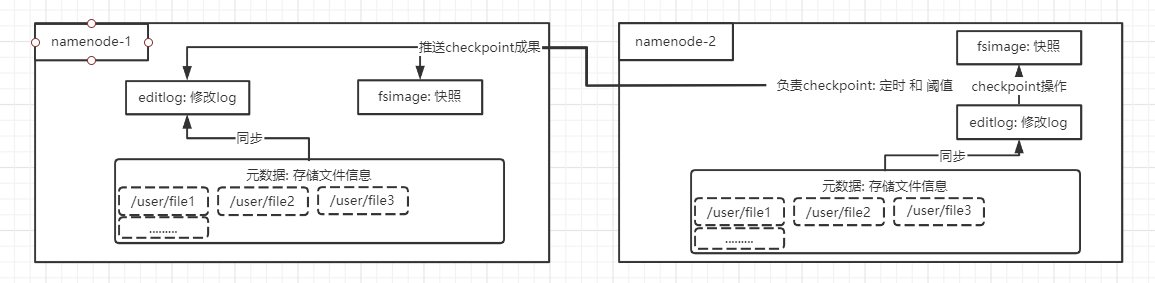 namenode-1
推送checkpoint成果
editlog: 修改log
fsimage: 快照
同步
元数据: 存储文件信息
/user/file1
/user/file2
/user/file3
.........
namenode-2
fsimage: 快照
负责checkpoint: 定时 和 阈值
checkpoint操作
editlog: 修改log
同步
元数据: 存储文件信息
/user/file1
/user/file2
/user/file3
.........